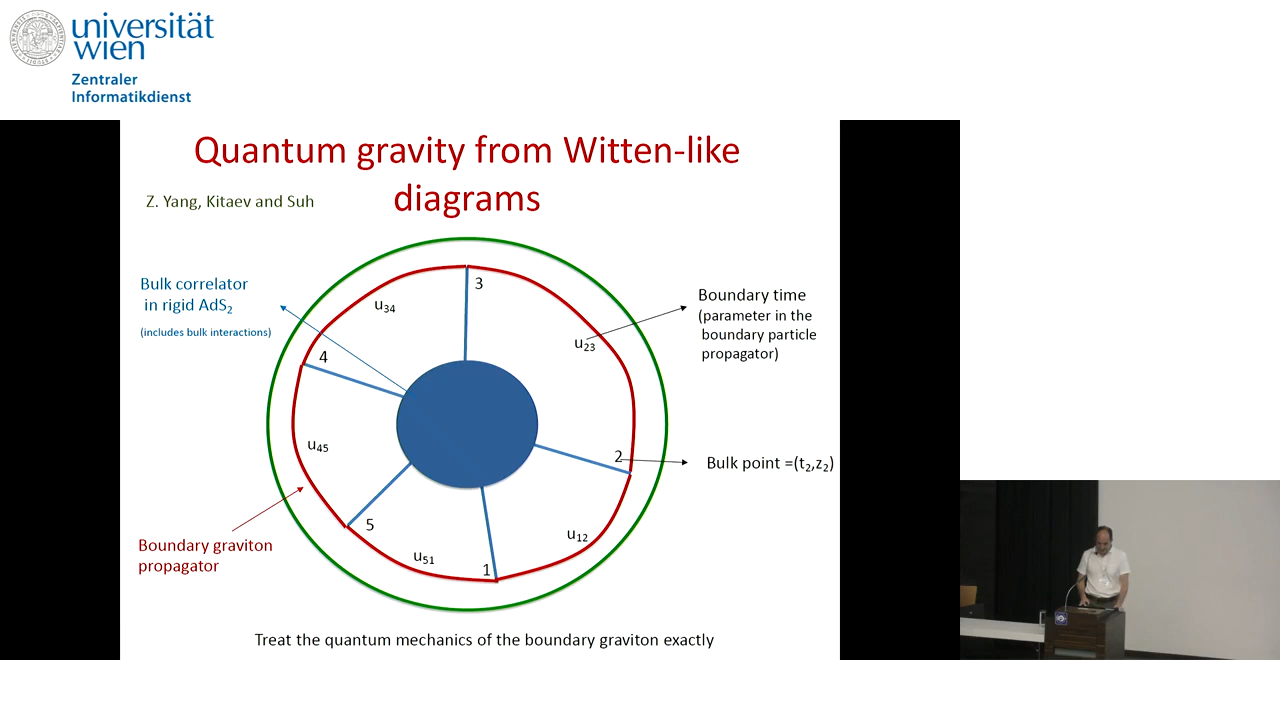 universität
wien
Zentraler
Informatikdienst
Quantum gravity from Witten-like
diagrams
Z. Yang, Kitaev and Suh
Bulk correlator
in rigid AdS₂
(includes bulk interactions)
3
u₃₄
Boundary time
(parameter in the
boundary particle
propagator)
u₂₃
4
u₄₅
2
Bulk point =(t₂,z₂)
5
u₁₂
Boundary graviton
propagator
u₅₁
1
Treat the quantum mechanics of the boundary graviton exactly